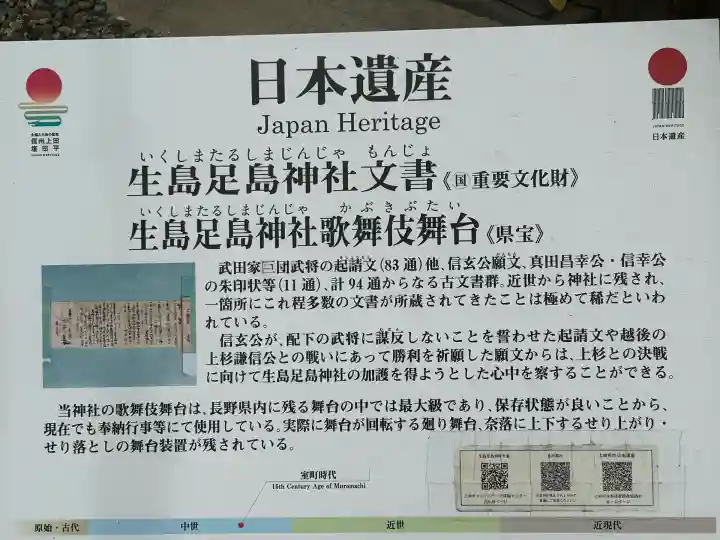 日本遺産
Japan Heritage
信州上田
塩田平
日本遺産
いくしまたるしまじんじゃ もんじょ
生島足島神社文書《国重要文化財》
いくしまたるしまじんじゃ かぶきぶたい
生島足島神社歌舞伎舞台《県宝》
武田家臣団武将の起請文(83通)他、信玄公願文、真田昌幸公・信幸公
の朱印状等(11通)、計94通からなる古文書群。近世から神社に残され、
一箇所にこれ程多数の文書が所蔵されてきたことは極めて稀だといわ
れている。
信玄公が、配下の武将に謀反しないことを誓わせた起請文や越後の
上杉謙信公との戦いにあって勝利を祈願した願文からは、上杉との決戦
に向けて生島足島神社の加護を得ようとした心中を察することができる。
当神社の歌舞伎舞台は、長野県内に残る舞台の中では最大級であり、保存状態が良いことから、
現在でも奉納行事等にて使用している。実際に舞台が回転する廻り舞台、奈落に上下するせり上がり・
せり落としの舞台装置が残されている。
室町時代
16th Century Age of Muromachi
原始・古代
中世
近世
近現代